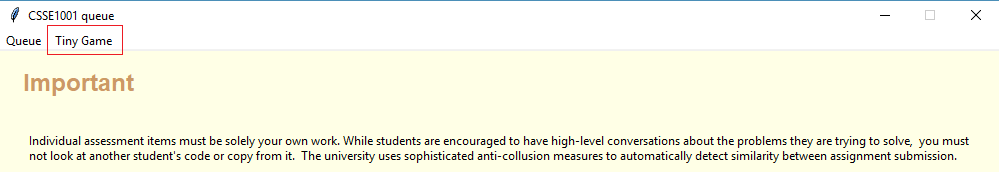 CSSE1001 queue
Queue Tiny Game
Important
Individual assessment items must be solely your own work. While students are encouraged to have high-level conversations about the problems they are trying to solve,  you must
not look at another student's code or copy from it.  The university uses sophisticated anti-collusion measures to automatically detect similarity between assignment submission.